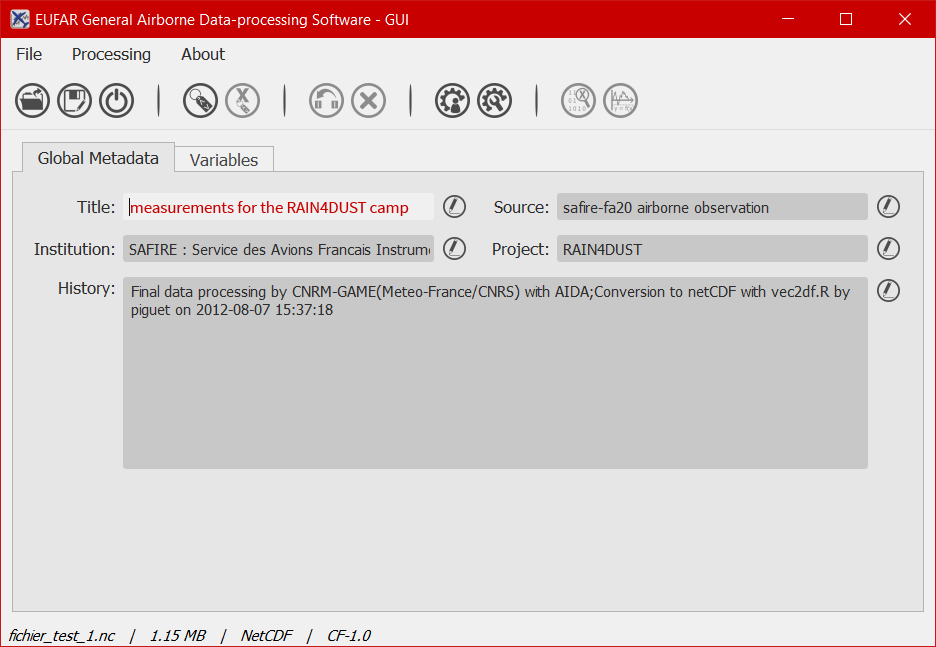 EUFAR General Airborne Data-processing Software - GUI
File Processing About
Global Metadata Variables
Title: measurements for the RAIN4DUST camp Source: safire-fa20 airborne observation
Institution: SAFIRE : Service des Avions Francais Instrum Project: RAIN4DUST
History: Final data processing by CNRM-GAME(Meteo-France/CNRS) with AIDA;Conversion to netCDF with vec2df.R by
piguet on 2012-08-07 15:37:18
fichier_test_1.nc | 1.15 MB | NetCDF | CF-1.0